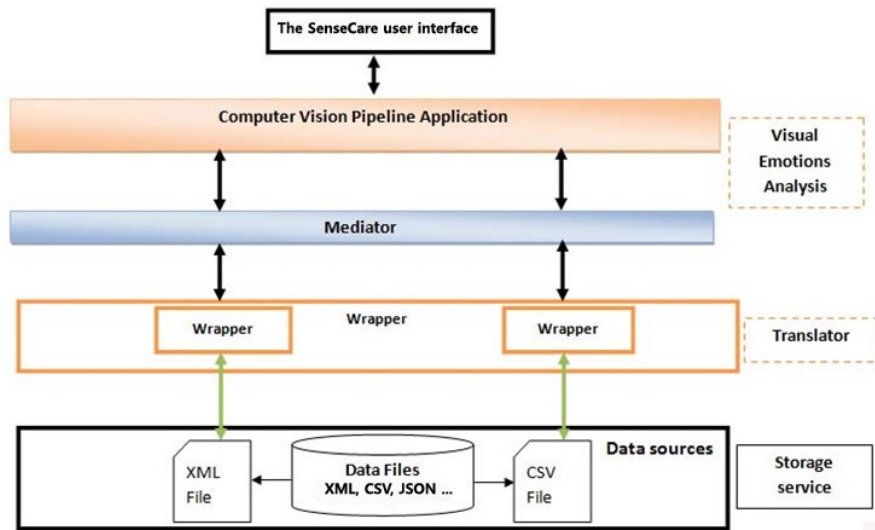 The SenseCare user interface
Computer Vision Pipeline Application
Visual
Emotions
Analysis
Mediator
Wrapper
Wrapper
Wrapper
Translator
Data sources
XML
File
Data Files
XML, CSV, JSON ...
CSV
File
Storage
service